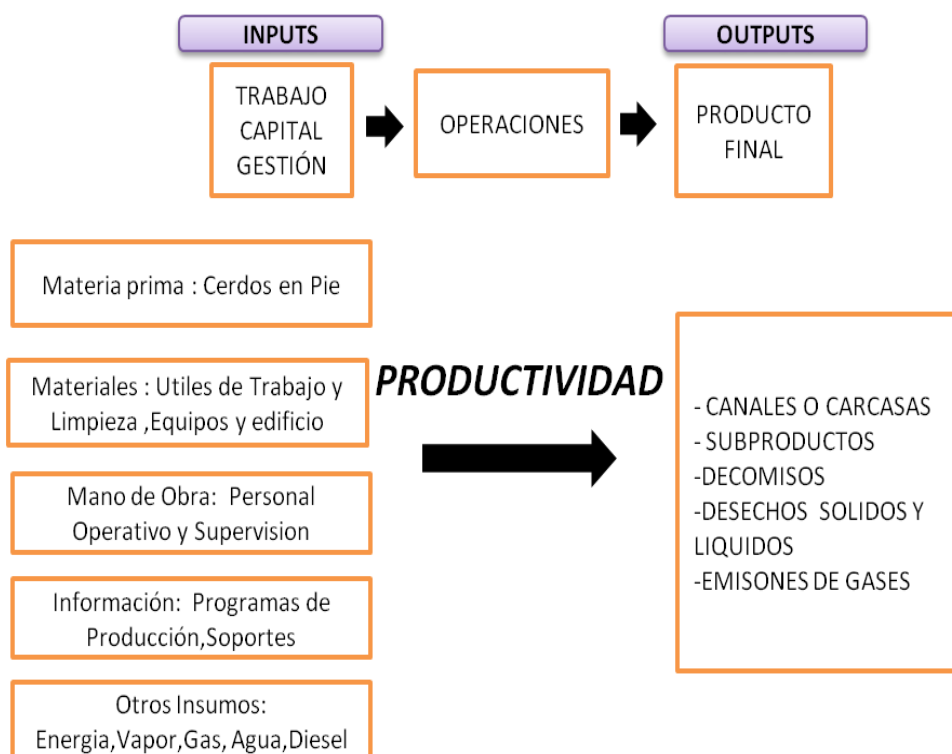 INPUTS
OUTPUTS
TRABAJO
CAPITAL
GESTIÓN
OPERACIONES
PRODUCTO
FINAL
Materia prima : Cerdos en Pie
Materiales : Utiles de Trabajo y
Limpieza ,Equipos y edificio
Mano de Obra: Personal
Operativo y Supervision
Información: Programas de
Producción,Soportes
Otros Insumos:
Energia,Vapor,Gas, Agua,Diesel
PRODUCTIVIDAD
- CANALES O CARCASAS
- SUBPRODUCTOS
-DECOMISOS
-DESECHOS SOLIDOS Y
LIQUIDOS
-EMISONES DE GASES